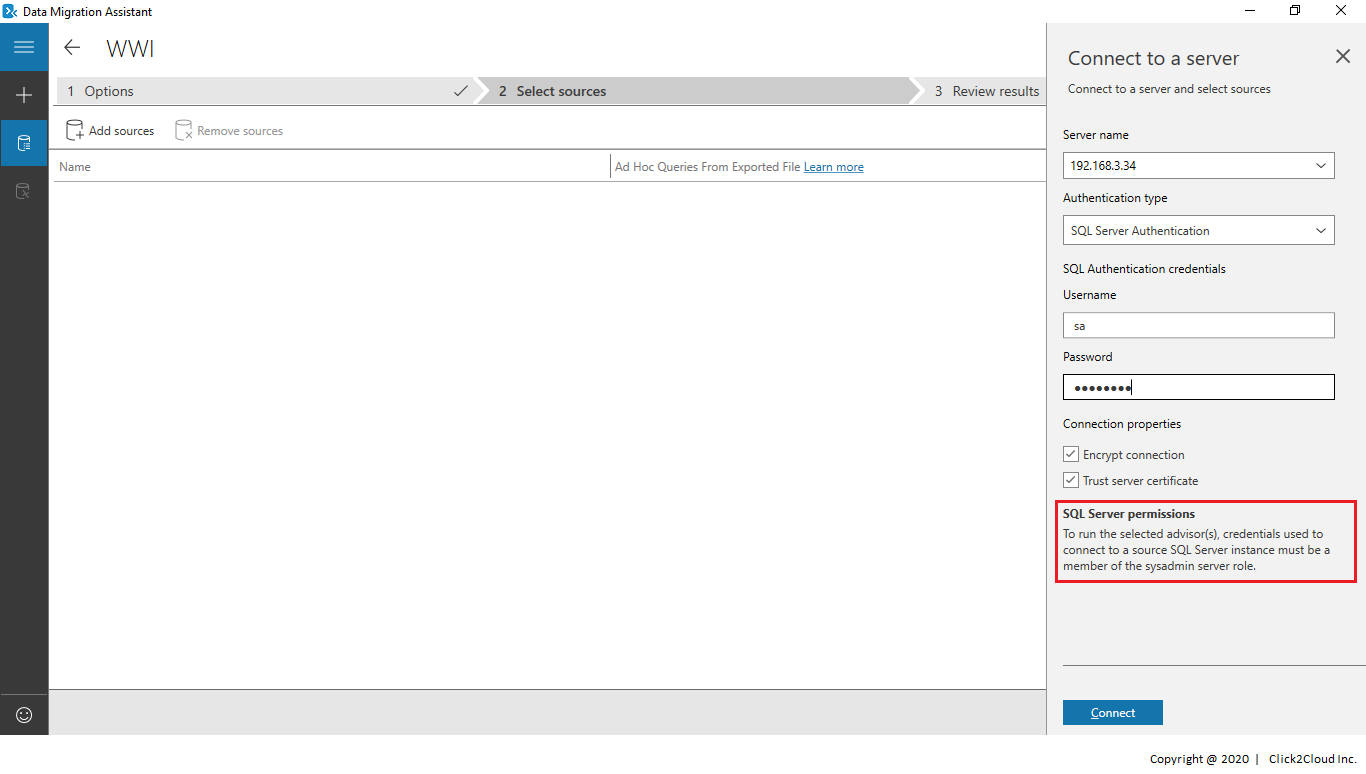 Data Migration Assistant
WWI
1 Options
2 Select sources
3 Review results
Add sources
Remove sources
Name
Ad Hoc Queries From Exported File Learn more
Connect to a server
Connect to a server and select sources
Server name
192.168.3.34
Authentication type
SQL Server Authentication
SQL Authentication credentials
Username
sa
Password
••••••••
Connection properties
Encrypt connection
Trust server certificate
SQL Server permissions
To run the selected advisor(s), credentials used to
connect to a source SQL Server instance must be a
member of the sysadmin server role.
Connect
Copyright @ 2020 | Click2Cloud Inc.